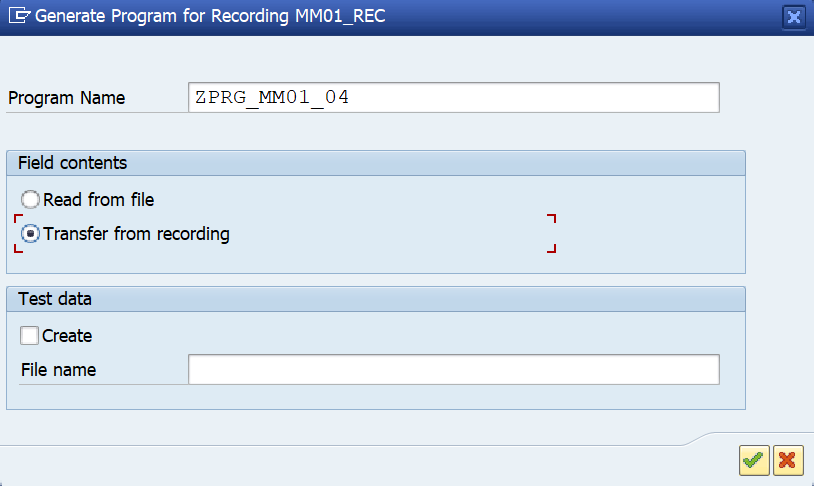 Generate Program for Recording MM01_REC
Program Name ZPRG_MM01_04
Field contents
Read from file
Transfer from recording
Test data
Create
File name